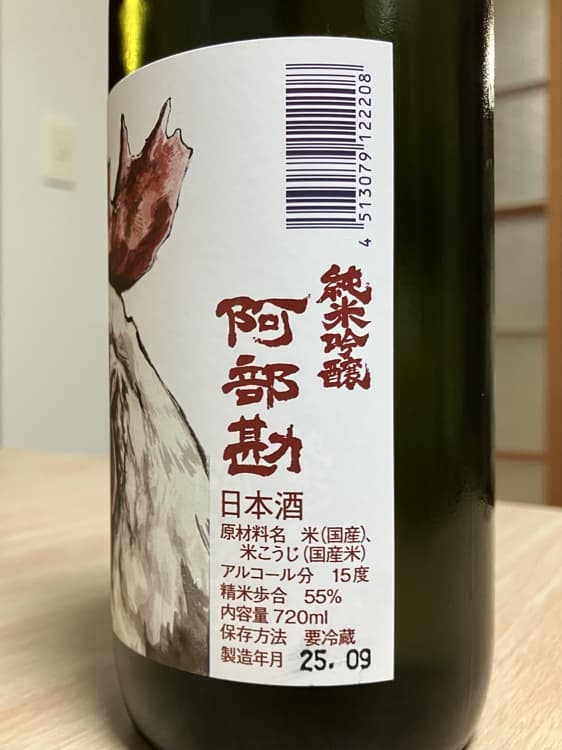 4 513079 122208
純米吟醸
阿部勘
日本酒
原材料名 米(国産)、
米こうじ(国産米)
アルコール分 15度
精米歩合 55%
内容量 720ml
保存方法 要冷蔵
製造年月 25.09